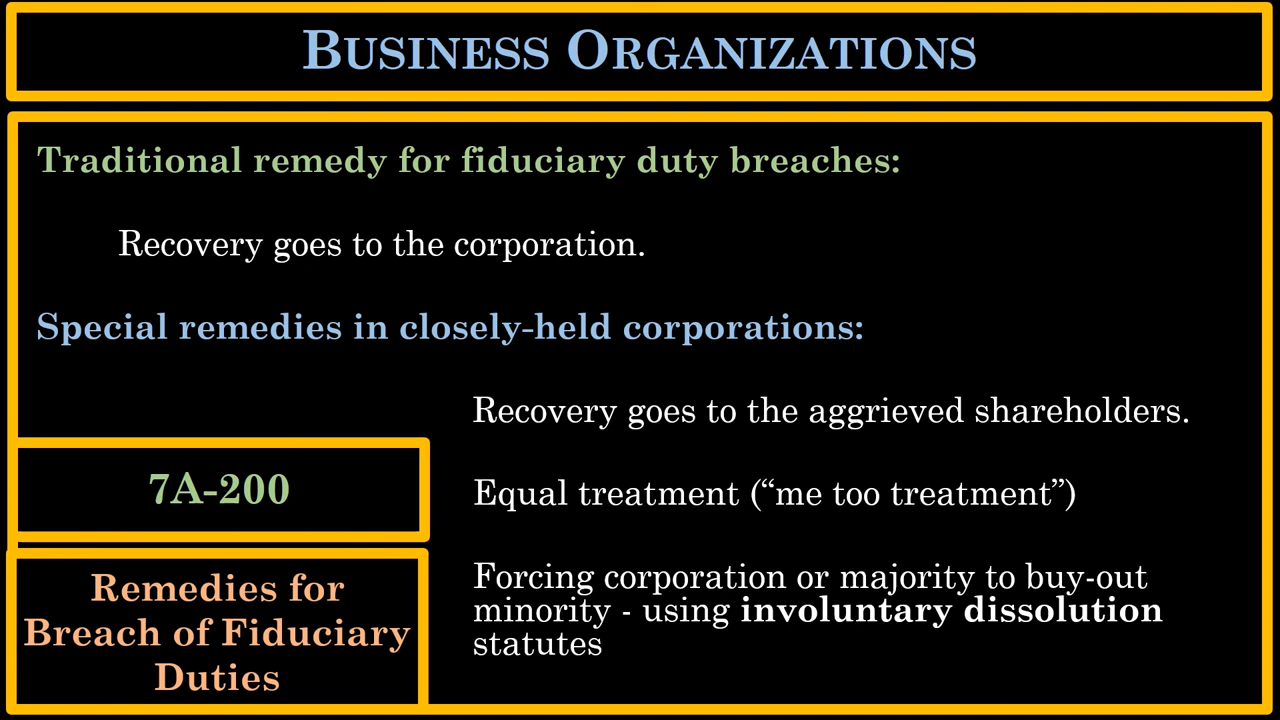 BUSINESS ORGANIZATIONS
Traditional remedy for fiduciary duty breaches:
Recovery goes to the corporation.
Special remedies in closely-held corporations:
Recovery goes to the aggrieved shareholders.
Equal treatment (“me too treatment”)
Forcing corporation or majority to buy-out
minority - using involuntary dissolution
statutes
7A-200
Remedies for
Breach of Fiduciary
Duties